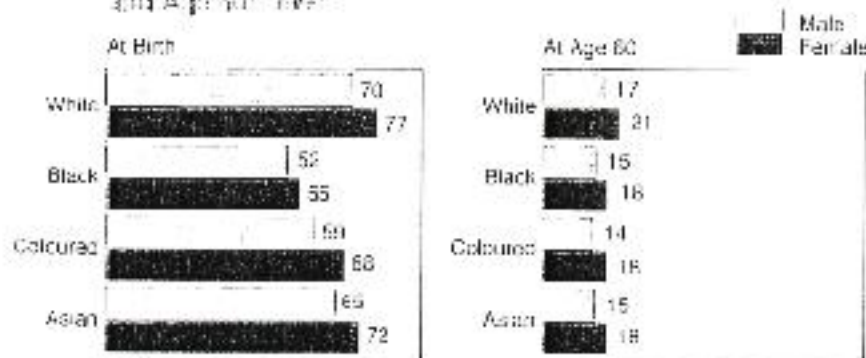 Male
Female
At Birth
At Age 60
White
70
77
Black
52
55
Coloured
59
68
Asian
65
72
White
17
21
Black
15
18
Coloured
14
18
Asian
15
18